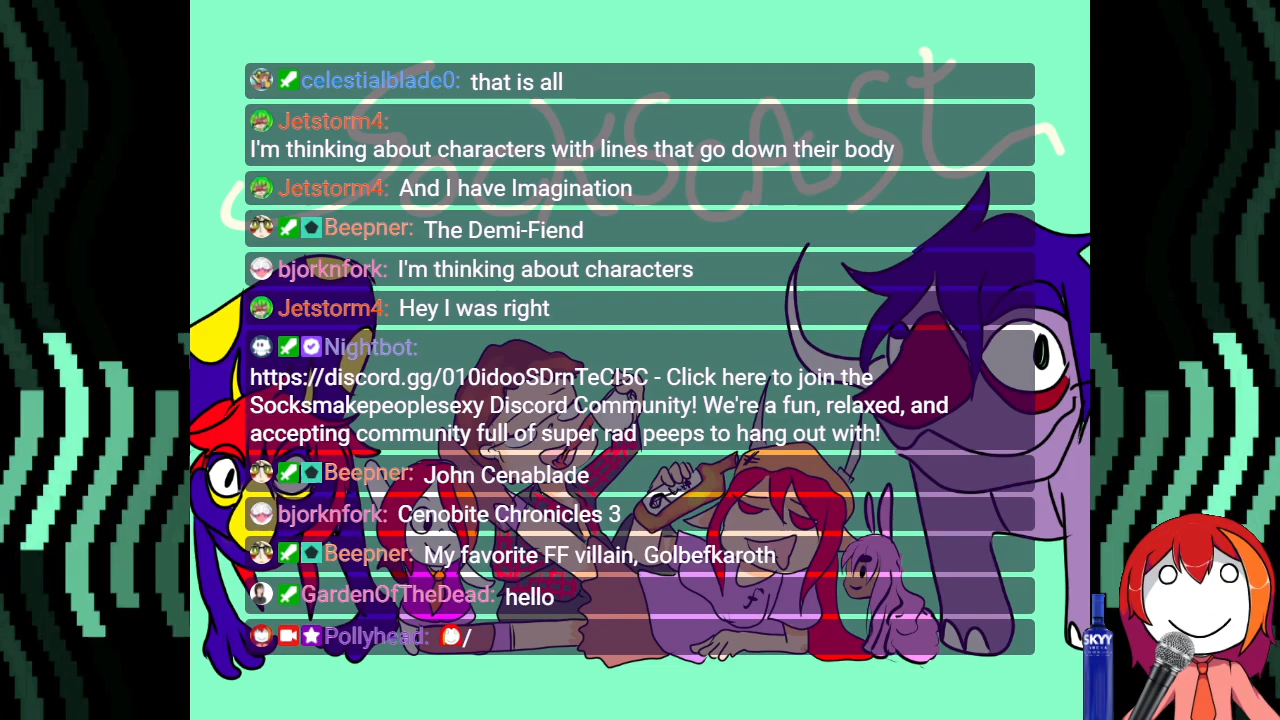 SocksCast
celestialblade0: that is all
Jetstorm4:
I'm thinking about characters with lines that go down their body
Jetstorm4: And I have Imagination
Beepner: The Demi-Fiend
bjorknfork: I'm thinking about characters
Jetstorm4: Hey I was right
Nightbot:
https://discord.gg/010idooSDrnTeCI5C - Click here to join the
Socksmakepeoplesexy Discord Community! We're a fun, relaxed, and
accepting community full of super rad peeps to hang out with!
Beepner: John Cenablade
bjorknfork: Cenobite Chronicles 3
Beepner: My favorite FF villain, Golbefkaroth
GardenOfTheDead: hello
Pollyhead: /
SKYY